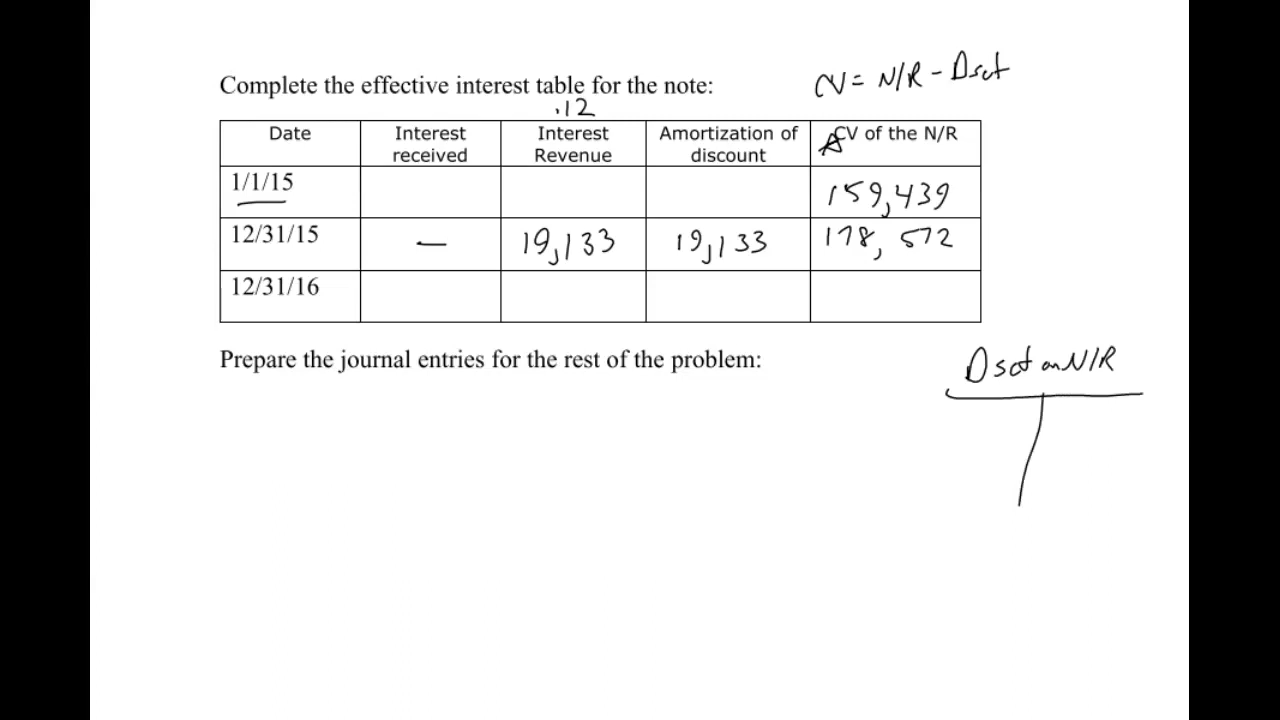 CV = N/R - Dsct
Complete the effective interest table for the note:
.12
Date Interest received Interest Revenue Amortization of discount CV of the N/R
1/1/15 159,439
12/31/15 — 19,133 19,133 178,572
12/31/16
Prepare the journal entries for the rest of the problem:
Dsct on N/R